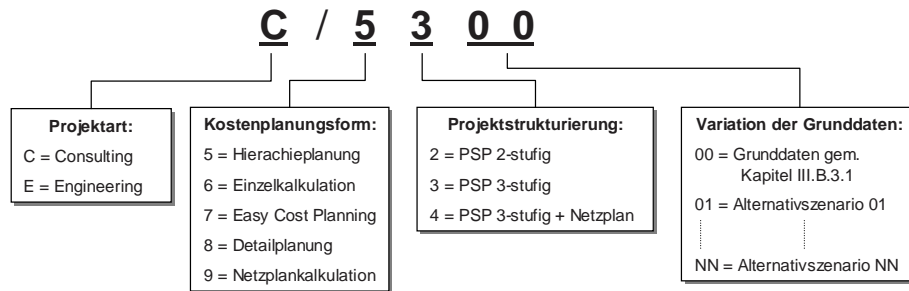 C / 5 3 0 0
Projektart:
C = Consulting
E = Engineering
Kostenplanungsform:
5 = Hierachieplanung
6 = Einzelkalkulation
7 = Easy Cost Planning
8 = Detailplanung
9 = Netzplankalkulation
Projektstrukturierung:
2 = PSP 2-stufig
3 = PSP 3-stufig
4 = PSP 3-stufig + Netzplan
Variation der Grunddaten:
00 = Grunddaten gem.
Kapitel III.B.3.1
01 = Alternativszenario 01
NN = Alternativszenario NN